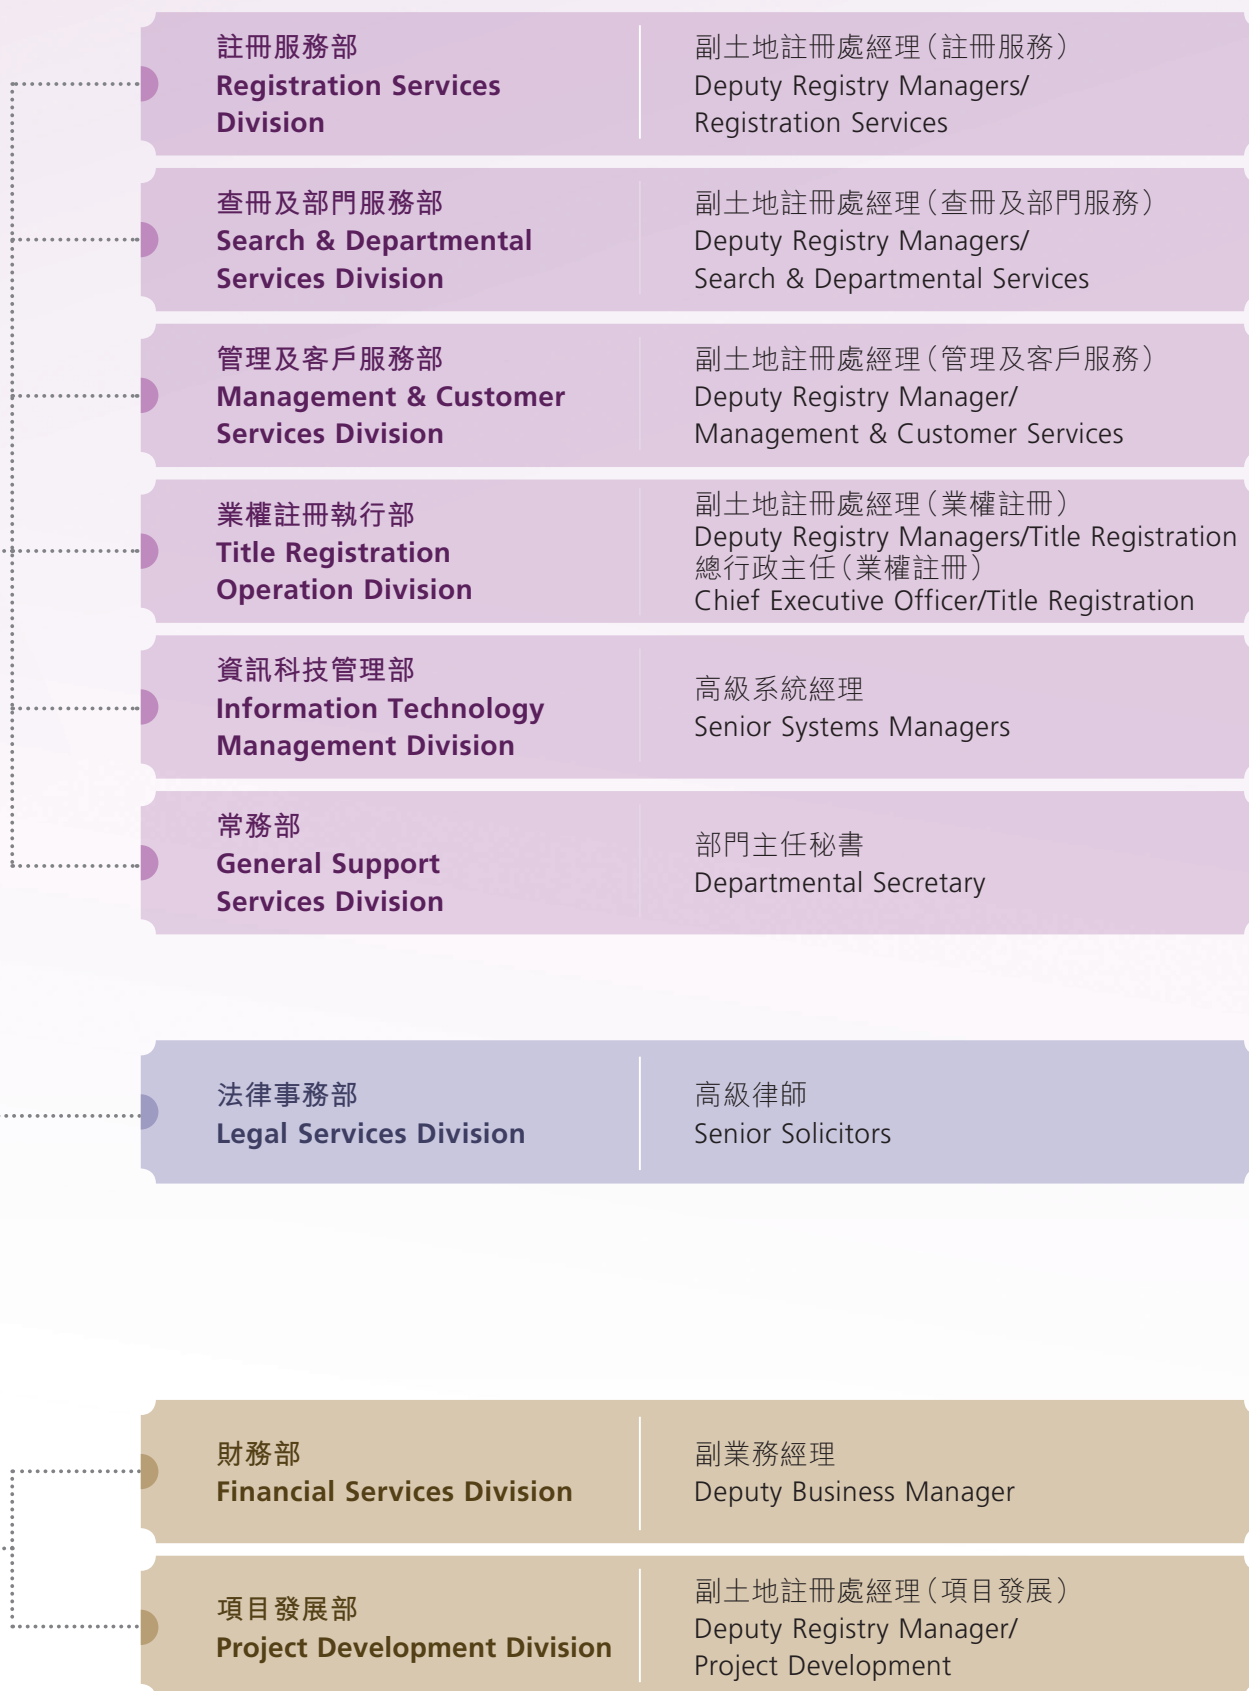 註冊服務部
Registration Services
Division
副土地註冊處經理（註冊服務）
Deputy Registry Managers/
Registration Services
查冊及部門服務部
Search & Departmental
Services Division
副土地註冊處經理（查冊及部門服務）
Deputy Registry Managers/
Search & Departmental Services
管理及客戶服務部
Management & Customer
Services Division
副土地註冊處經理（管理及客戶服務）
Deputy Registry Manager/
Management & Customer Services
業權註冊執行部
Title Registration
Operation Division
副土地註冊處經理（業權註冊）
Deputy Registry Managers/Title Registration
總行政主任（業權註冊）
Chief Executive Officer/Title Registration
資訊科技管理部
Information Technology
Management Division
高級系統經理
Senior Systems Managers
常務部
General Support
Services Division
部門主任秘書
Departmental Secretary
法律事務部
Legal Services Division
高級律師
Senior Solicitors
財務部
Financial Services Division
副業務經理
Deputy Business Manager
項目發展部
Project Development Division
副土地註冊處經理（項目發展）
Deputy Registry Manager/
Project Development